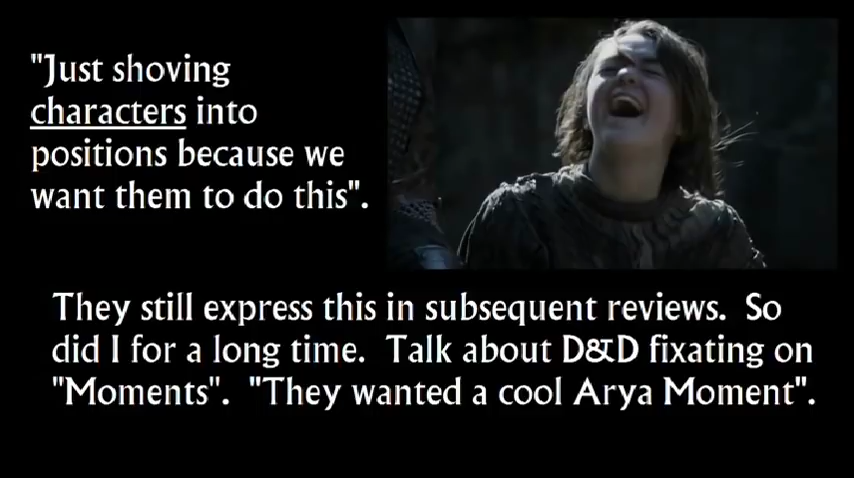 "Just shoving
characters into
positions because we
want them to do this".
They still express this in subsequent reviews.  So
did I for a long time.  Talk about D&D fixating on
"Moments".  "They wanted a cool Arya Moment".